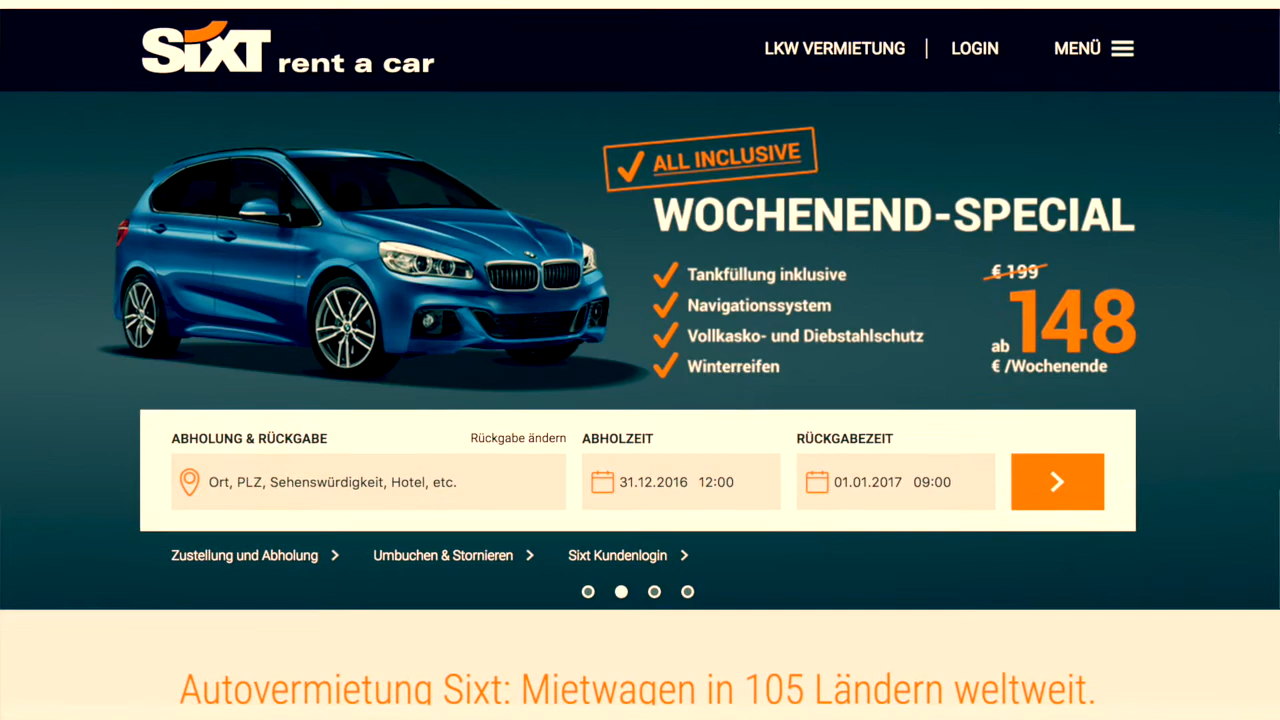 SiXT rent a car
LKW VERMIETUNG | LOGIN MENÜ
ALL INCLUSIVE
WOCHENEND-SPECIAL
Tankfüllung inklusive
Navigationssystem
Vollkasko- und Diebstahlschutz
Winterreifen
€ 199
ab 148
€ /Wochenende
ABHOLUNG & RÜCKGABE Rückgabe ändern ABHOLZEIT RÜCKGABEZEIT
Ort, PLZ, Sehenswürdigkeit, Hotel, etc. 31.12.2016 12:00 01.01.2017 09:00
Zustellung und Abholung Umbuchen & Stornieren Sixt Kundenlogin
Autovermietung Sixt: Mietwagen in 105 Ländern weltweit.